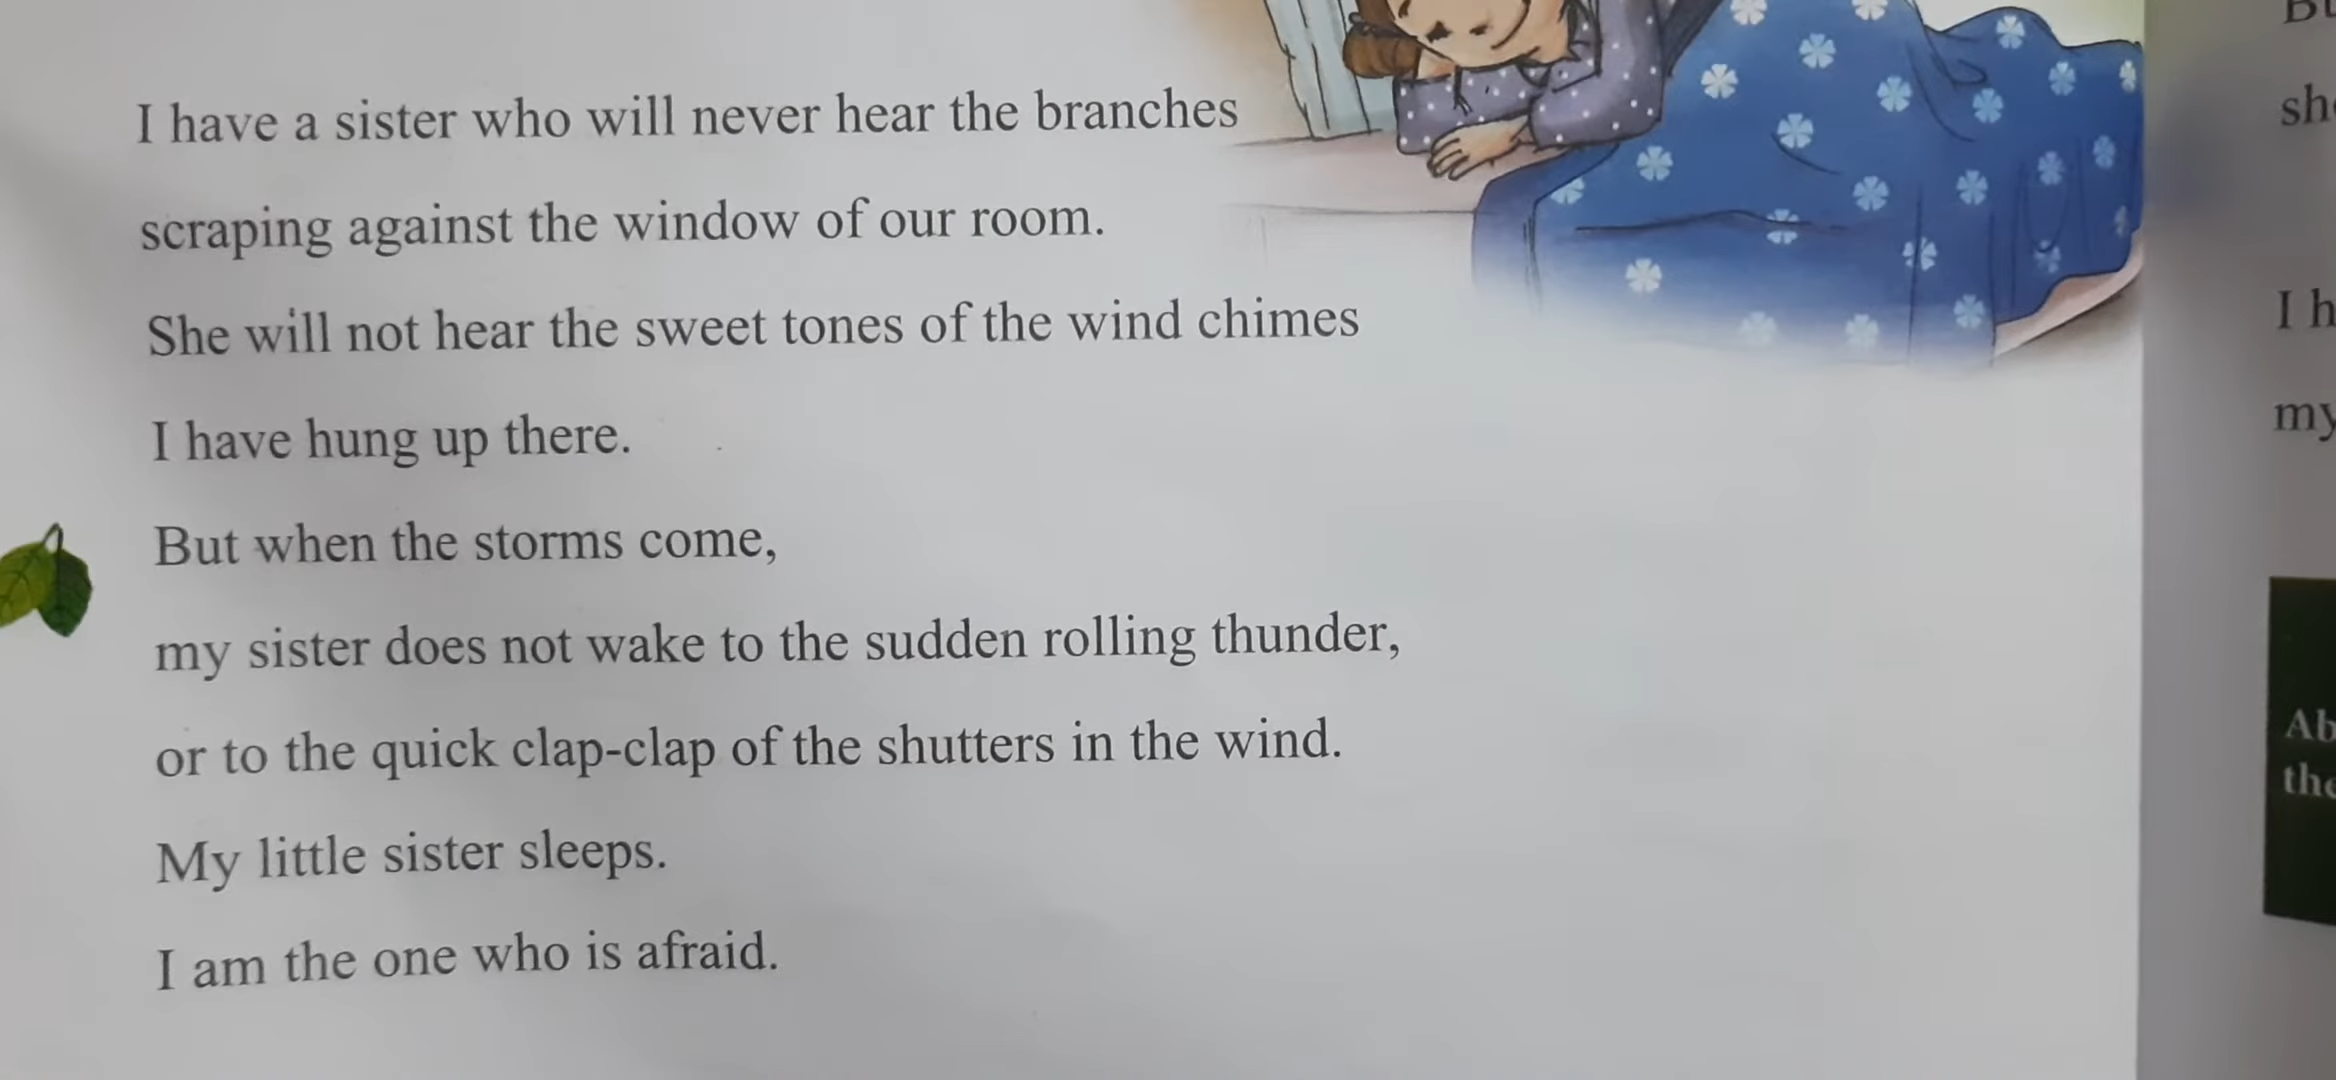 I have a sister who will never hear the branches
scraping against the window of our room.
She will not hear the sweet tones of the wind chimes
I have hung up there.
But when the storms come,
my sister does not wake to the sudden rolling thunder,
or to the quick clap-clap of the shutters in the wind.
My little sister sleeps.
I am the one who is afraid.
I h
my